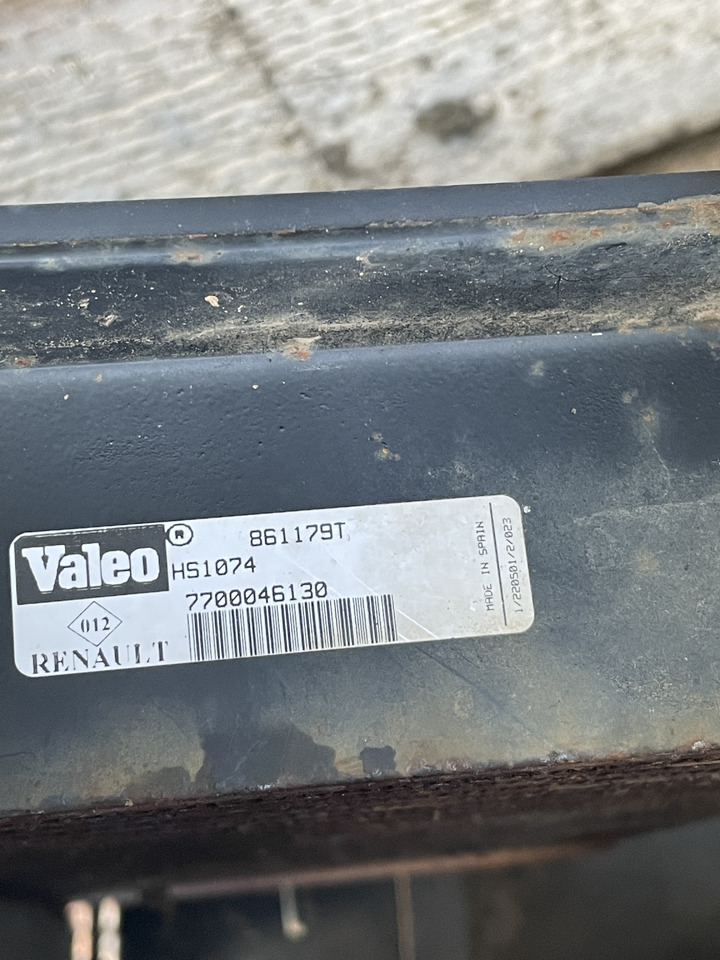 Valeo ® 861179T
HS1074
7700046130
012
RENAULT
MADE IN SPAIN
1/220501/2/023